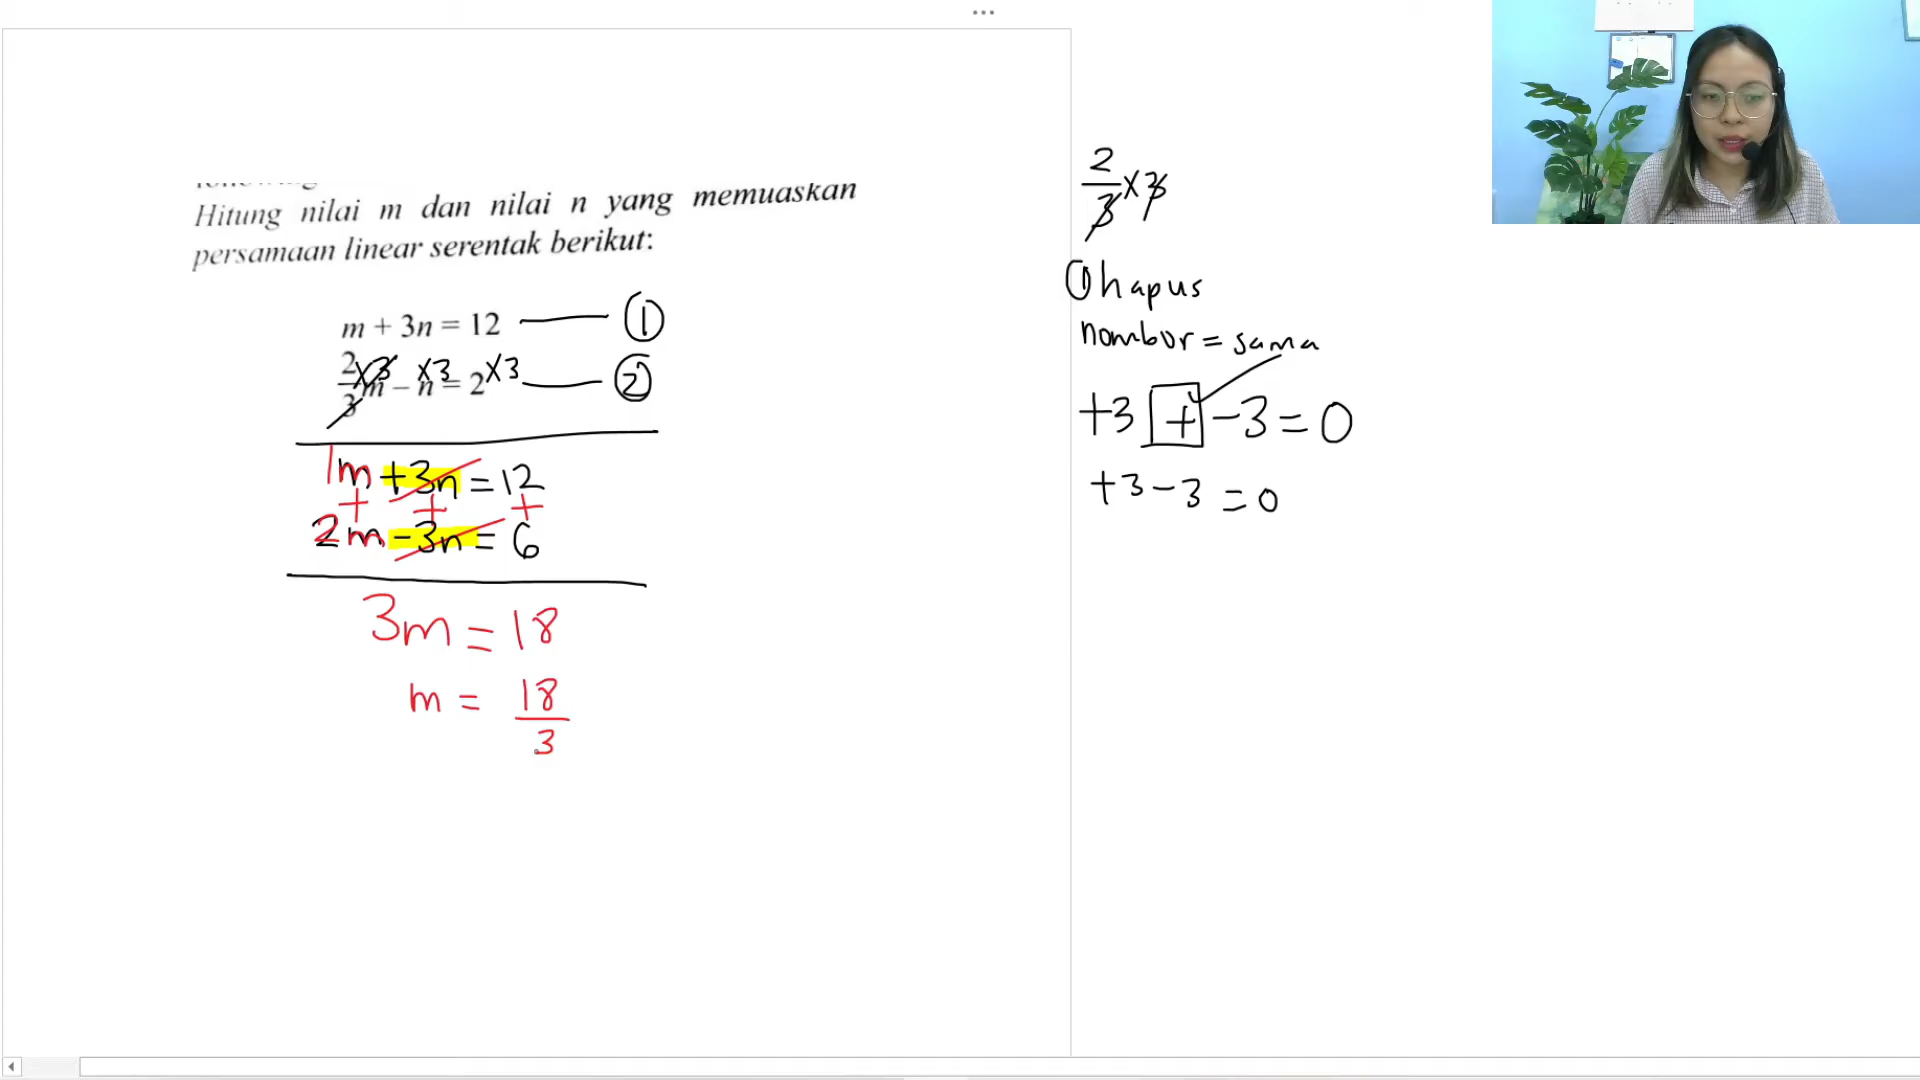 Hitung nilai m dan nilai n yang memuaskan
persamaan linear serentak berikut:
m + 3n = 12 ——— ①
2/3 ×3 m – n ×3 = 2 ×3 ——— ②
1m +3n = 12
+ + +
2m -3n = 6
3m = 18
m = 18/3
2/3 × 3
① hapus
nombor = sama
+3 + -3 = 0
+3 - 3 = 0